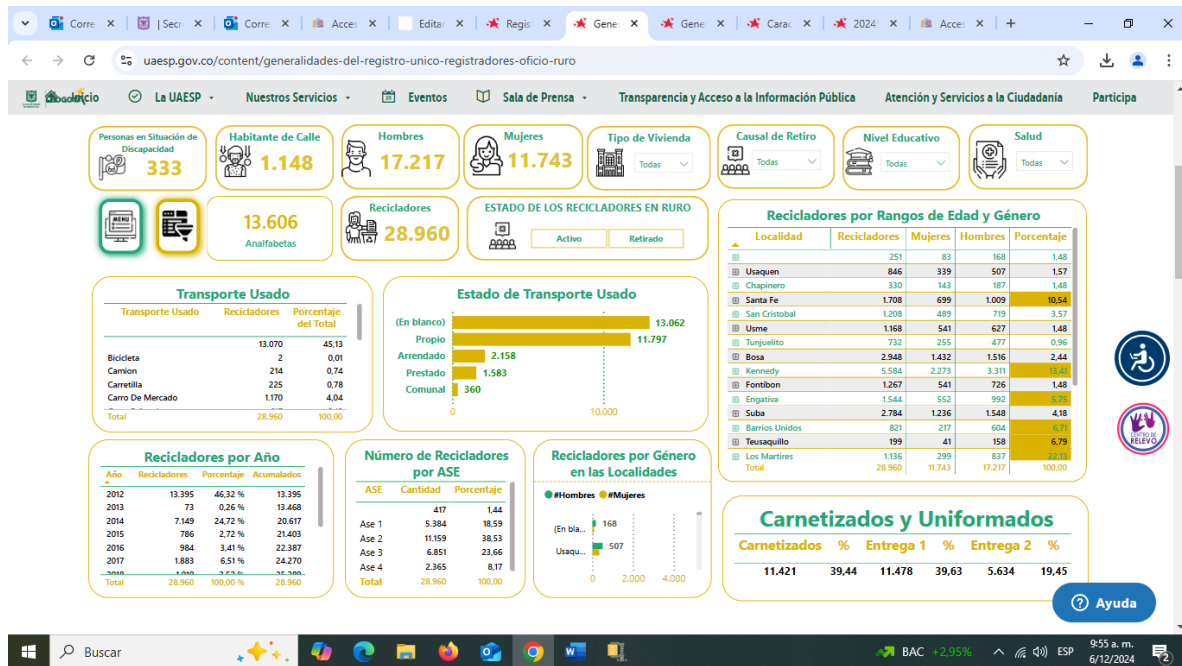 Corre
| Secr
Corre
Acces
Editar
Regis
Gener
Gene
Carac
2024
Acces
uaesp.gov.co/content/generalidades-del-registro-unico-registradores-oficio-ruro
La UAESP
Nuestros Servicios
Eventos
Sala de Prensa
Transparencia y Acceso a la Información Pública
Atención y Servicios a la Ciudadanía
Participa
Personas en Situación de
Discapacidad
333
Habitante de Calle
1.148
Hombres
17.217
Mujeres
11.743
Tipo de Vivienda
Todas
Causal de Retiro
Todas
Nivel Educativo
Todas
Salud
Todas
MENU
13.606
Analfabetas
Recicladores
28.960
ESTADO DE LOS RECICLADORES EN RURO
Activo Retirado
Recicladores por Rangos de Edad y Género
Localidad Recicladores Mujeres Hombres Porcentaje
251 83 168 1,48
Usaquen 846 339 507 1,57
Chapinero 330 143 187 1,48
Santa Fe 1.708 699 1.009 10,54
San Cristobal 1.208 489 719 3,57
Usme 1.168 541 627 1,48
Tunjuelito 732 255 477 0,96
Bosa 2.948 1.432 1.516 2,44
Kennedy 5.584 2.273 3.311 13,41
Fontibon 1.267 541 726 1,48
Engativa 1.544 552 992 5,75
Suba 2.784 1.236 1.548 4,18
Barrios Unidos 821 217 604 6,71
Teusaquillo 199 41 158 6,79
Los Martires 1.136 299 837 22,13
Total 28.960 11.743 17.217 100,00
Transporte Usado
Transporte Usado Recicladores Porcentaje
del Total
13.070 45,13
Bicicleta 2 0,01
Camion 214 0,74
Carretilla 225 0,78
Carro De Mercado 1.170 4,04
Total 28.960 100,00
Estado de Transporte Usado
(En blanco) 13.062
Propio 11.797
Arrendado 2.158
Prestado 1.583
Comunal 360
0 10.000
Recicladores por Año
Año Recicladores Porcentaje Acumulados
2012 13.395 46,32 % 13.395
2013 73 0,26 % 13.468
2014 7.149 24,72 % 20.617
2015 786 2,72 % 21.403
2016 984 3,41 % 22.387
2017 1.883 6,51 % 24.270
Total 28.960 100,00 % 28.960
Número de Recicladores
por ASE
ASE Cantidad Porcentaje
417 1,44
Ase 1 5.384 18,59
Ase 2 11.159 38,53
Ase 3 6.851 23,66
Ase 4 2.365 8,17
Total 28.960 100,00
Recicladores por Género
en las Localidades
#Hombres #Mujeres
(En bla... 168
Usaqu... 507
0 2.000 4.000
Carnetizados y Uniformados
Carnetizados % Entrega 1 % Entrega 2 %
11.421 39,44 11.478 39,63 5.634 19,45
CENTRO DE
RELEVO
Ayuda
Buscar
BAC +2,95%
ESP
9:55 a. m.
6/12/2024
2